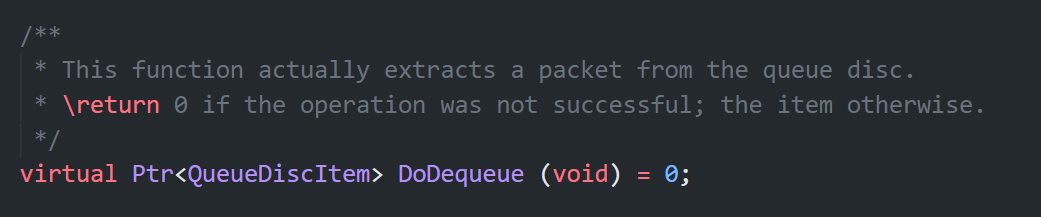 /**
 * This function actually extracts a packet from the queue disc.
 * \return 0 if the operation was not successful; the item otherwise.
 */
virtual Ptr<QueueDiscItem> DoDequeue (void) = 0;